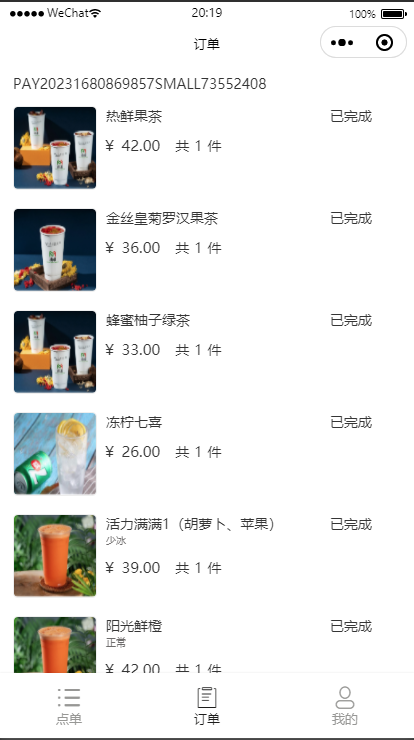 WeChat 20:19 100%
订单
PAY20231680869857SMALL73552408
热鲜果茶 已完成
¥ 42.00 共 1 件
金丝皇菊罗汉果茶 已完成
¥ 36.00 共 1 件
蜂蜜柚子绿茶 已完成
¥ 33.00 共 1 件
冻柠七喜 已完成
¥ 26.00 共 1 件
活力满满1（胡萝卜、苹果） 已完成
少冰
¥ 39.00 共 1 件
阳光鲜橙 已完成
正常
¥ 42.00 共 1 件
点单 订单 我的